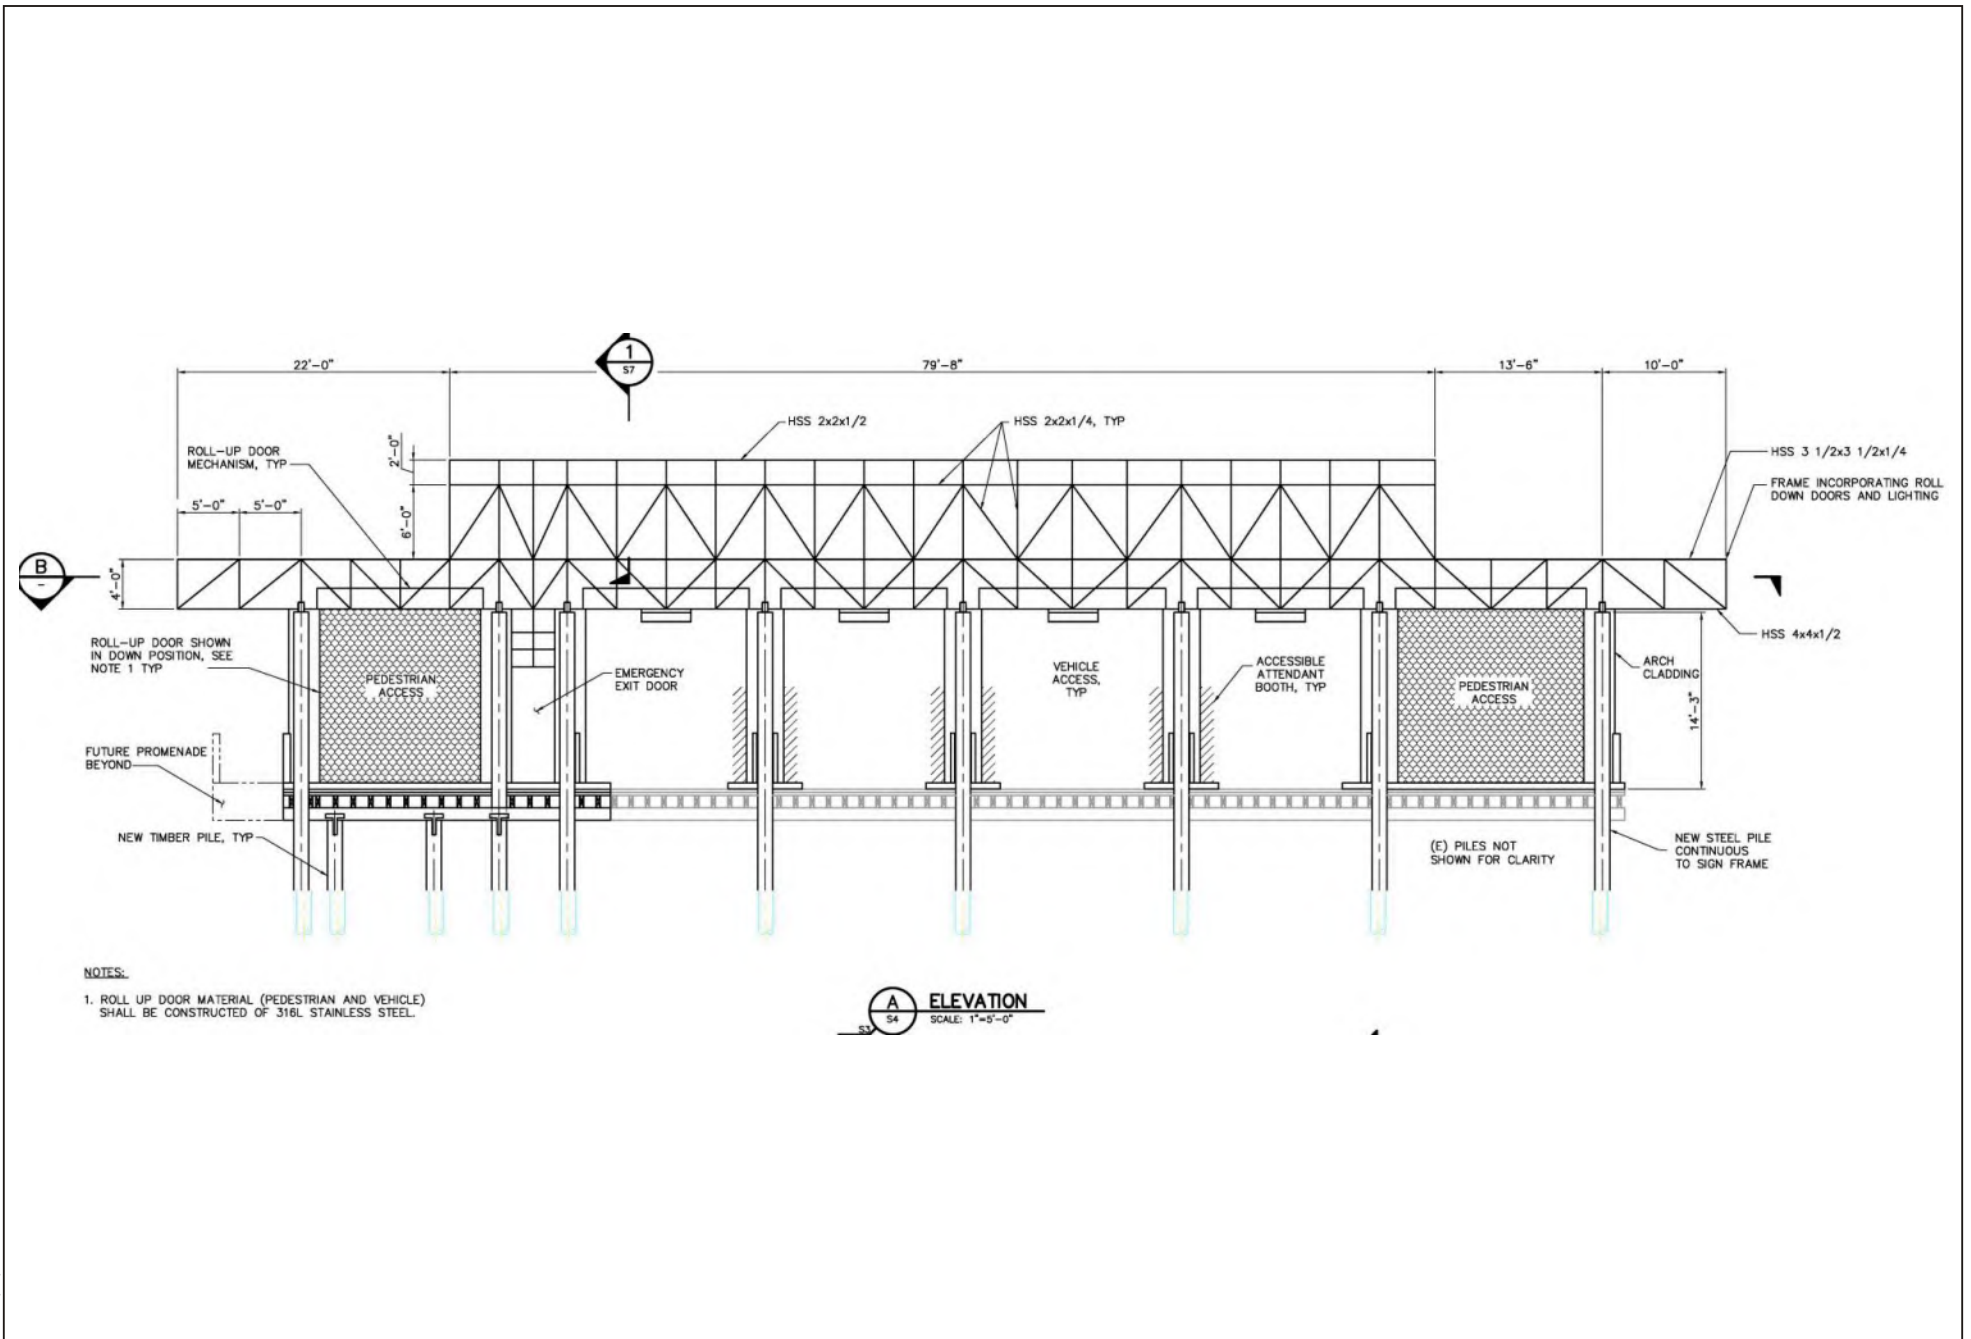 22'-0"
1
S7
79'-8"
13'-6"
10'-0"
HSS 2x2x1/2
HSS 2x2x1/4, TYP
2'-0"
ROLL-UP DOOR
MECHANISM, TYP
HSS 3 1/2x3 1/2x1/4
FRAME INCORPORATING ROLL
DOWN DOORS AND LIGHTING
5'-0"
5'-0"
6'-0"
B
-
4'-0"
HSS 4x4x1/2
ROLL-UP DOOR SHOWN
IN DOWN POSITION, SEE
NOTE 1 TYP
PEDESTRIAN
ACCESS
EMERGENCY
EXIT DOOR
VEHICLE
ACCESS,
TYP
ACCESSIBLE
ATTENDANT
BOOTH, TYP
PEDESTRIAN
ACCESS
ARCH
CLADDING
14'-3"
FUTURE PROMENADE
BEYOND
NEW TIMBER PILE, TYP
(E) PILES NOT
SHOWN FOR CLARITY
NEW STEEL PILE
CONTINUOUS
TO SIGN FRAME
NOTES:
1. ROLL UP DOOR MATERIAL (PEDESTRIAN AND VEHICLE)
SHALL BE CONSTRUCTED OF 316L STAINLESS STEEL.
A
S4
ELEVATION
SCALE: 1"=5'-0"
S3